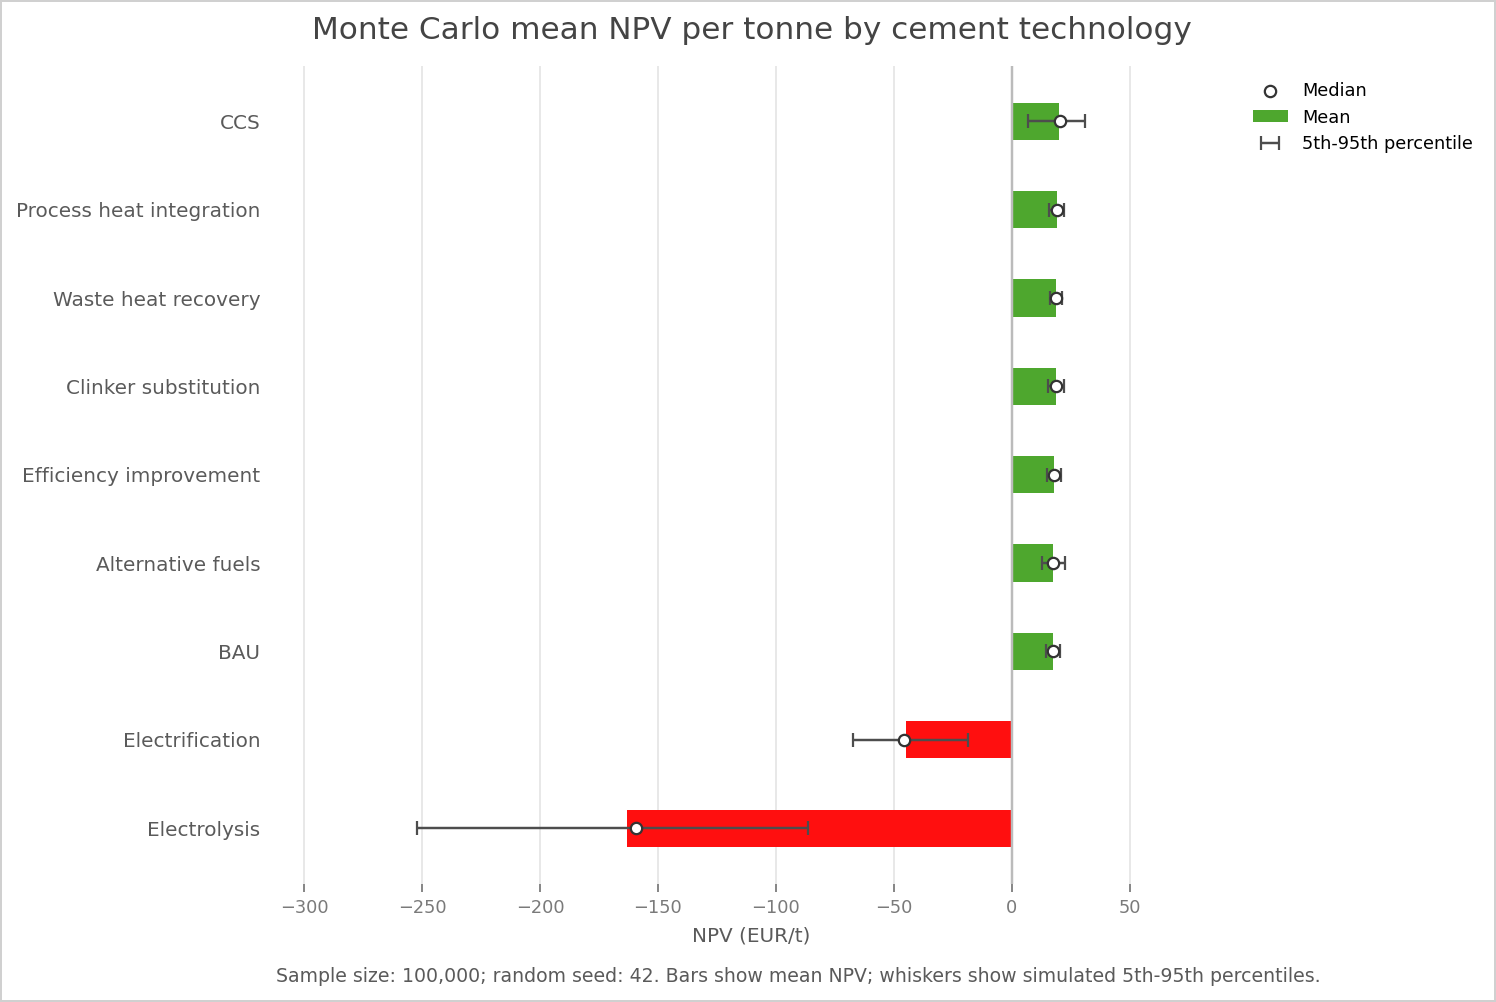 Monte Carlo mean NPV per tonne by cement technology
Median
Mean
5th-95th percentile
CCS
Process heat integration
Waste heat recovery
Clinker substitution
Efficiency improvement
Alternative fuels
BAU
Electrification
Electrolysis
−300 −250 −200 −150 −100 −50 0 50
NPV (EUR/t)
Sample size: 100,000; random seed: 42. Bars show mean NPV; whiskers show simulated 5th-95th percentiles.